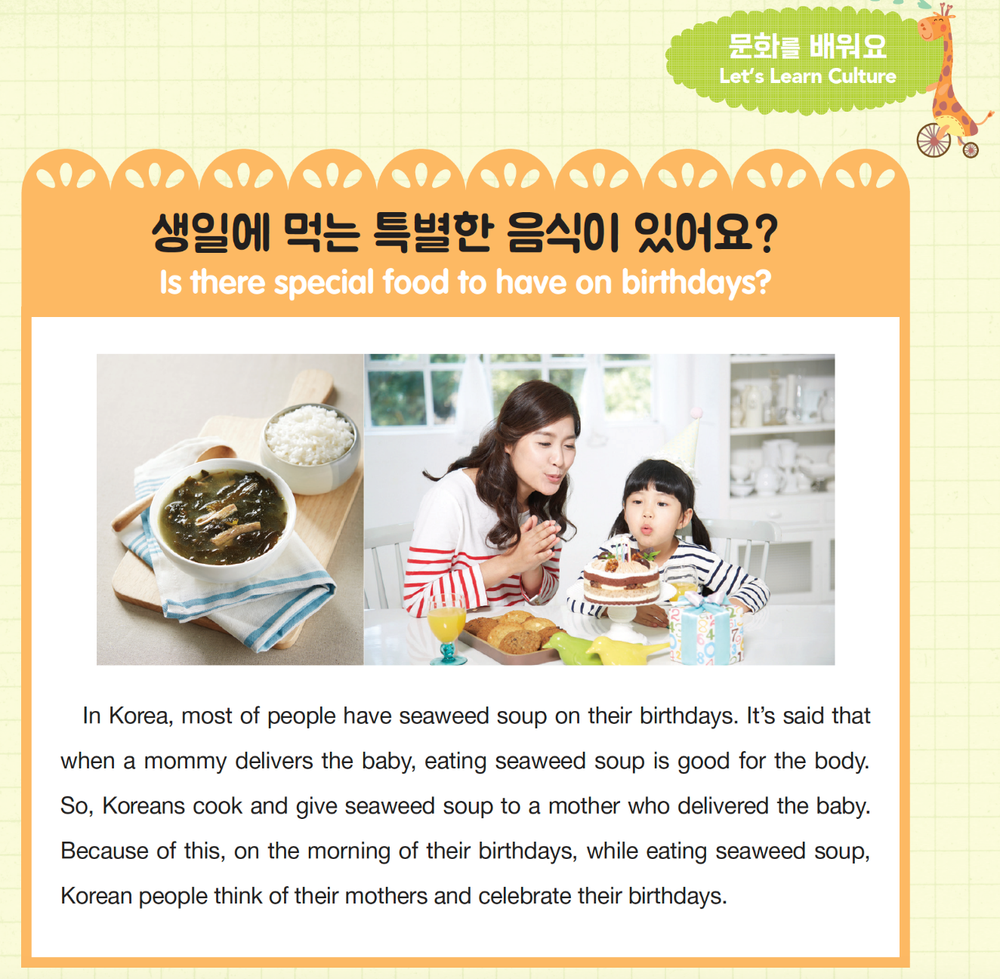 문화를 배워요
Let's Learn Culture
생일에 먹는 특별한 음식이 있어요?
Is there special food to have on birthdays?
In Korea, most of people have seaweed soup on their birthdays. It's said that
when a mommy delivers the baby, eating seaweed soup is good for the body.
So, Koreans cook and give seaweed soup to a mother who delivered the baby.
Because of this, on the morning of their birthdays, while eating seaweed soup,
Korean people think of their mothers and celebrate their birthdays.